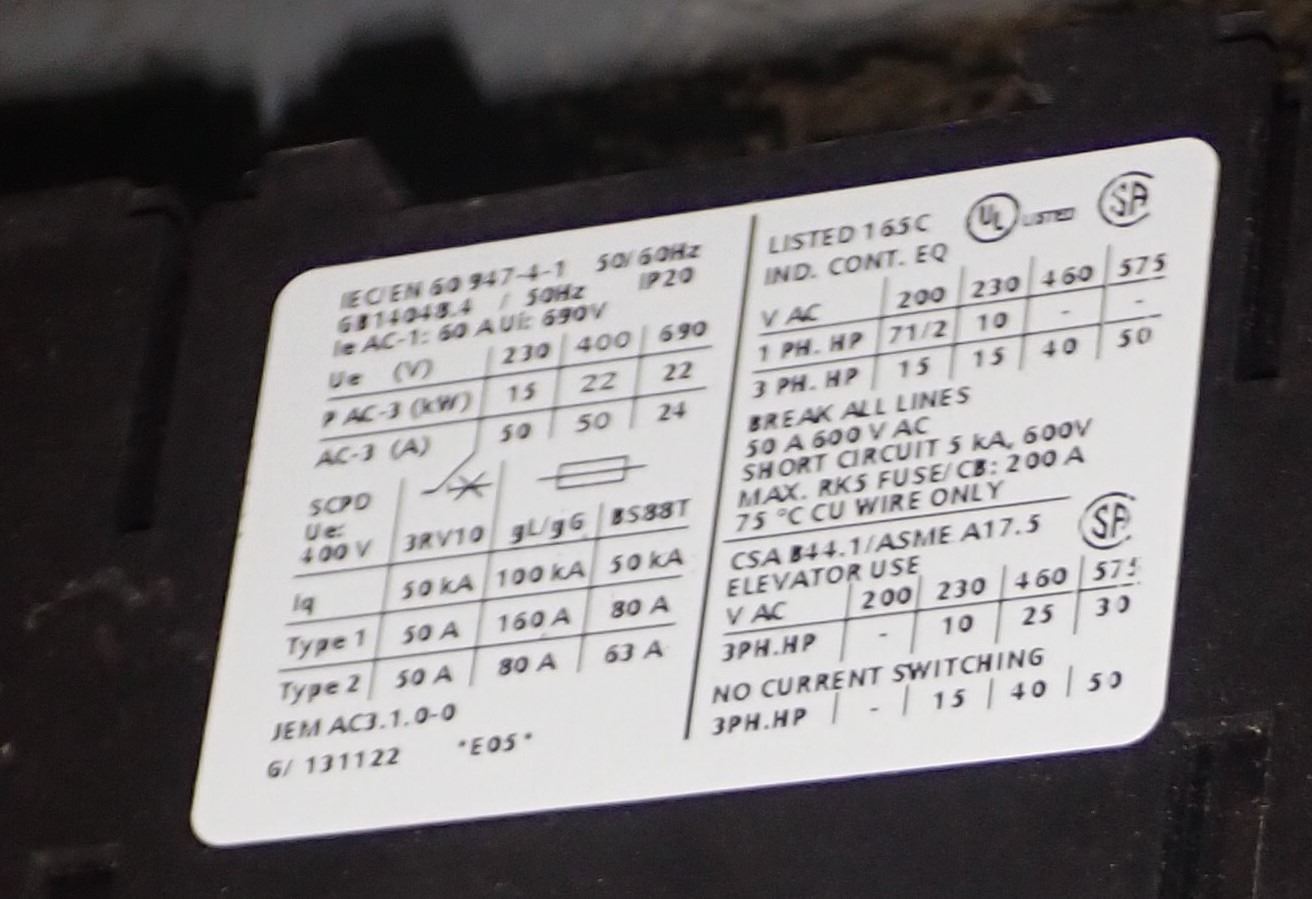 IEC/EN 60 947-4-1 50/60Hz
GB14048.4 / 50Hz IP20
Ie AC-1: 60 A Ui: 690V
Ue (V) 230 400 690
P AC-3 (kW) 15 22 22
AC-3 (A) 50 50 24
SCPD
Ue:
400 V 3RV10 gL/gG BS88T
Iq 50 kA 100 kA 50 kA
Type 1 50 A 160 A 80 A
Type 2 50 A 80 A 63 A
JEM AC3.1.0-0
G/ 131122 *E05*
LISTED 165C UL LISTED SA
IND. CONT. EQ
V AC 200 230 460 575
1 PH. HP 71/2 10 - -
3 PH. HP 15 15 40 50
BREAK ALL LINES
50 A 600 V AC
SHORT CIRCUIT 5 kA, 600V
MAX. RK5 FUSE/CB: 200 A
75 °C CU WIRE ONLY
CSA B44.1/ASME A17.5 SA
ELEVATOR USE
V AC 200 230 460 575
3PH.HP - 10 25 30
NO CURRENT SWITCHING
3PH.HP - 15 40 50